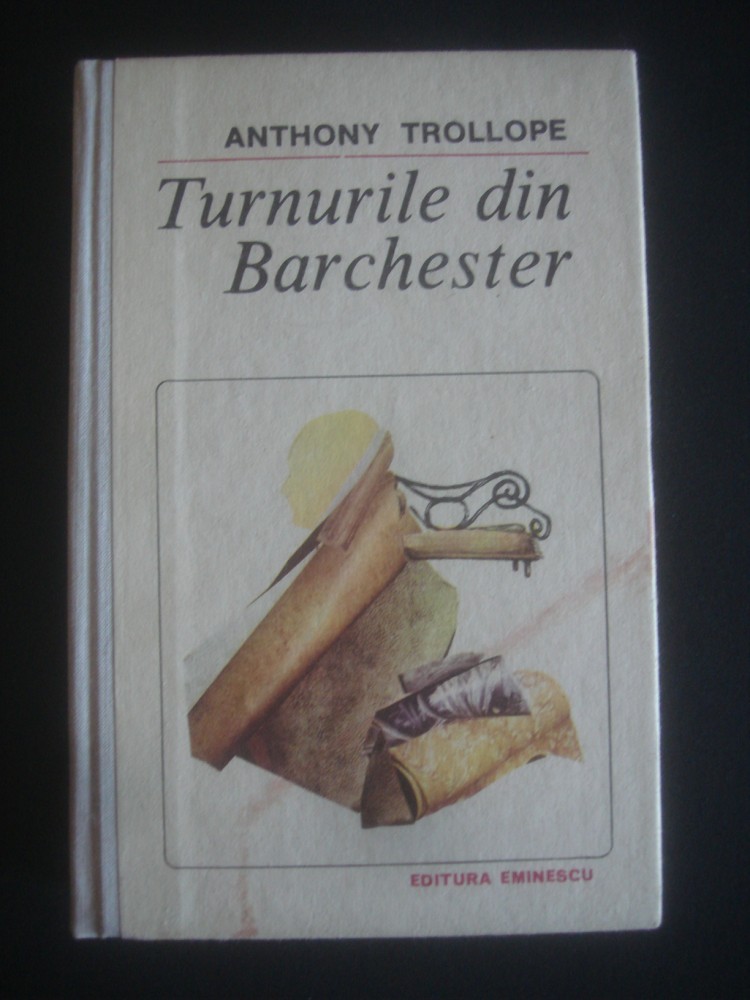 ANTHONY TROLLOPE
Turnurile din
Barchester
EDITURA EMINESCU